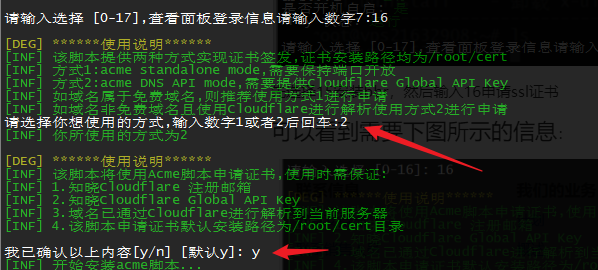 请输入选择 [0-17],查看面板登录信息请输入数字7:16
[DEG] ******使用说明******
[INF] 该脚本提供两种方式实现证书签发,证书安装路径均为/root/cert
[INF] 方式1:acme standalone mode,需要保持端口开放
[INF] 方式2:acme DNS API mode,需要提供Cloudflare Global API Key
[INF] 如域名属于免费域名,则推荐使用方式1进行申请
[INF] 如域名非免费域名且使用Cloudflare进行解析使用方式2进行申请
请选择你想使用的方式,输入数字1或者2后回车:2
[INF] 你所使用的方式为2
可以看到需要下图所示的信息:
[DEG] ******使用说明******
[INF] 该脚本将使用Acme脚本申请证书,使用时需保证:
[INF] 1.知晓Cloudflare 注册邮箱
[INF] 2.知晓Cloudflare Global API Key
[INF] 3.域名已通过Cloudflare进行解析到当前服务器
[INF] 4.该脚本申请证书默认安装路径为/root/cert目录
我已确认以上内容[y/n] [默认y]: y
[INF] 开始安装acme脚本...